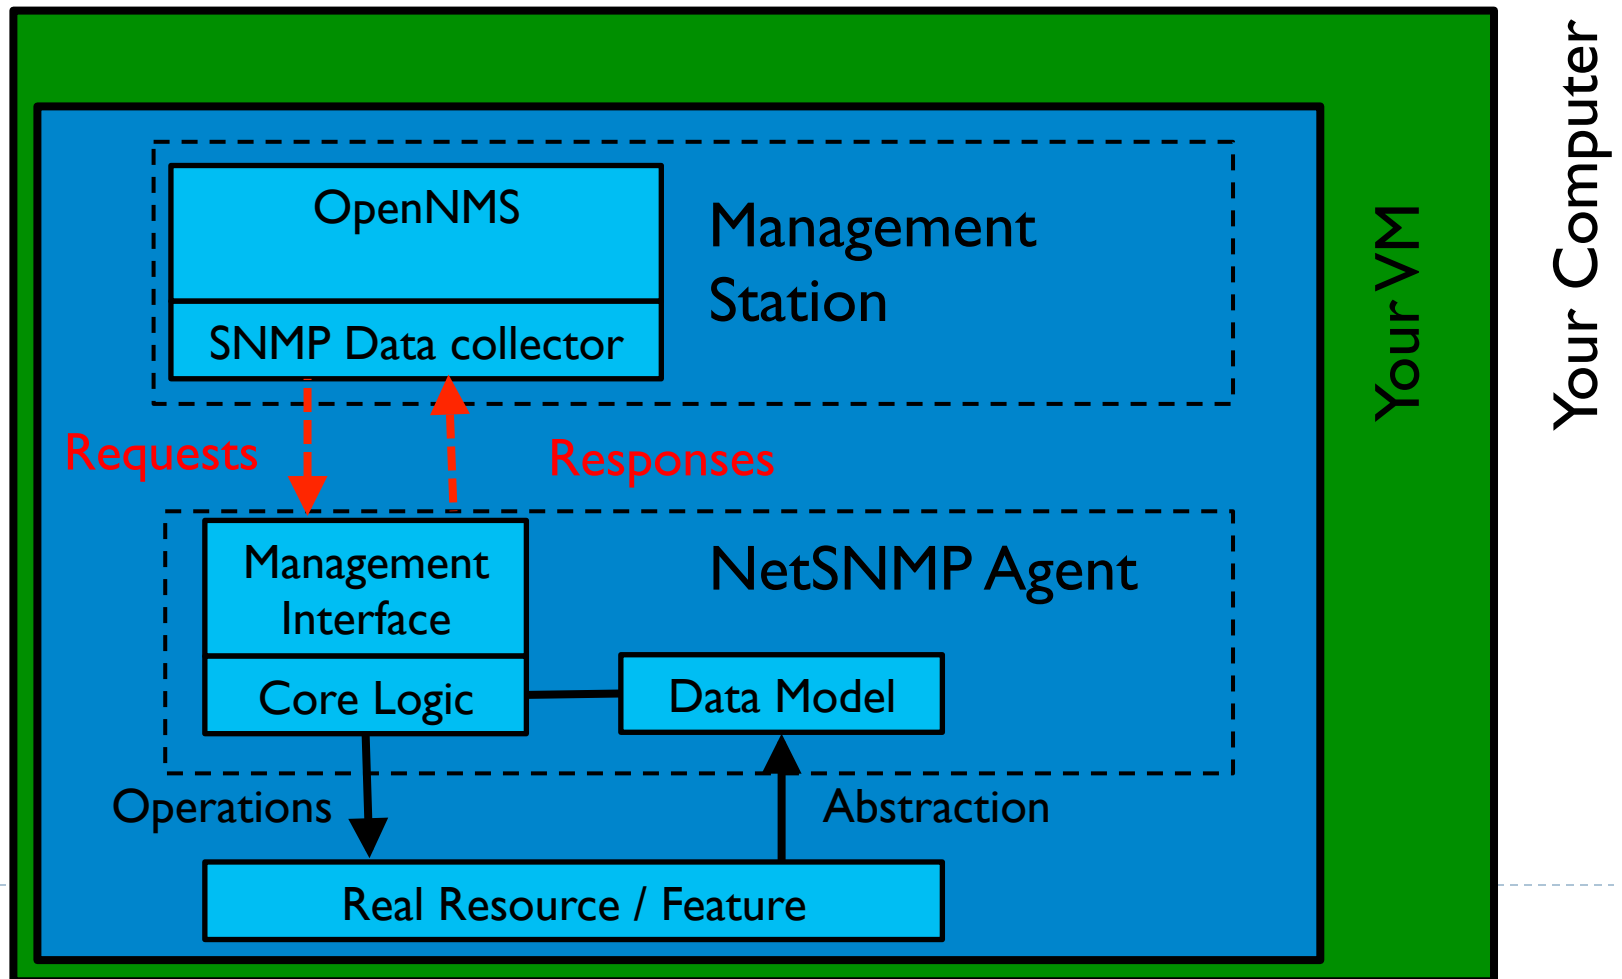 OpenNMS
SNMP Data collector
Management
Station
Requests
Responses
Management
Interface
Core Logic
NetSNMP Agent
Data Model
Operations
Abstraction
Real Resource / Feature
Your VM
Your Computer